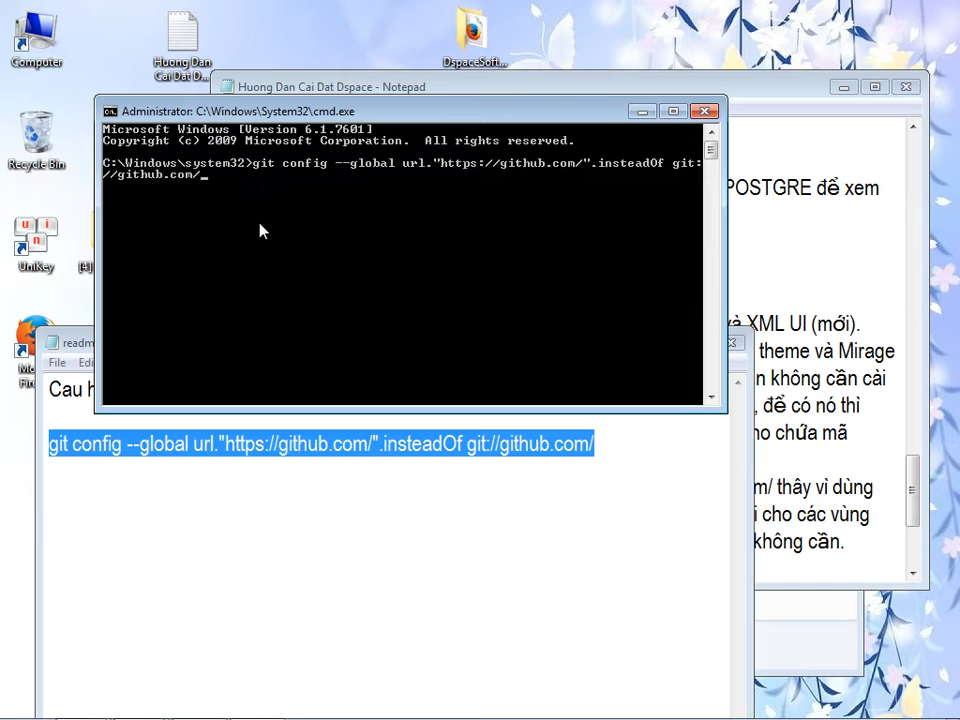 Computer
Huong Dan
Cai Dat D...
DspaceSoft...
Recycle Bin
UniKey
Huong Dan Cai Dat Dspace - Notepad
Administrator: C:\Windows\System32\cmd.exe
Microsoft Windows [Version 6.1.7601]
Copyright (c) 2009 Microsoft Corporation.  All rights reserved.
C:\Windows\system32>git config --global url."https://github.com/".insteadOf git:
//github.com/_
POSTGRE để xem
và XML UI (mới).
theme và Mirage
n không cần cài
, để có nó thì
ho chứa mã
m/ thây vì dùng
i cho các vùng
không cần.
readm
File Edi
Cau h
git config --global url."https://github.com/".insteadOf git://github.com/